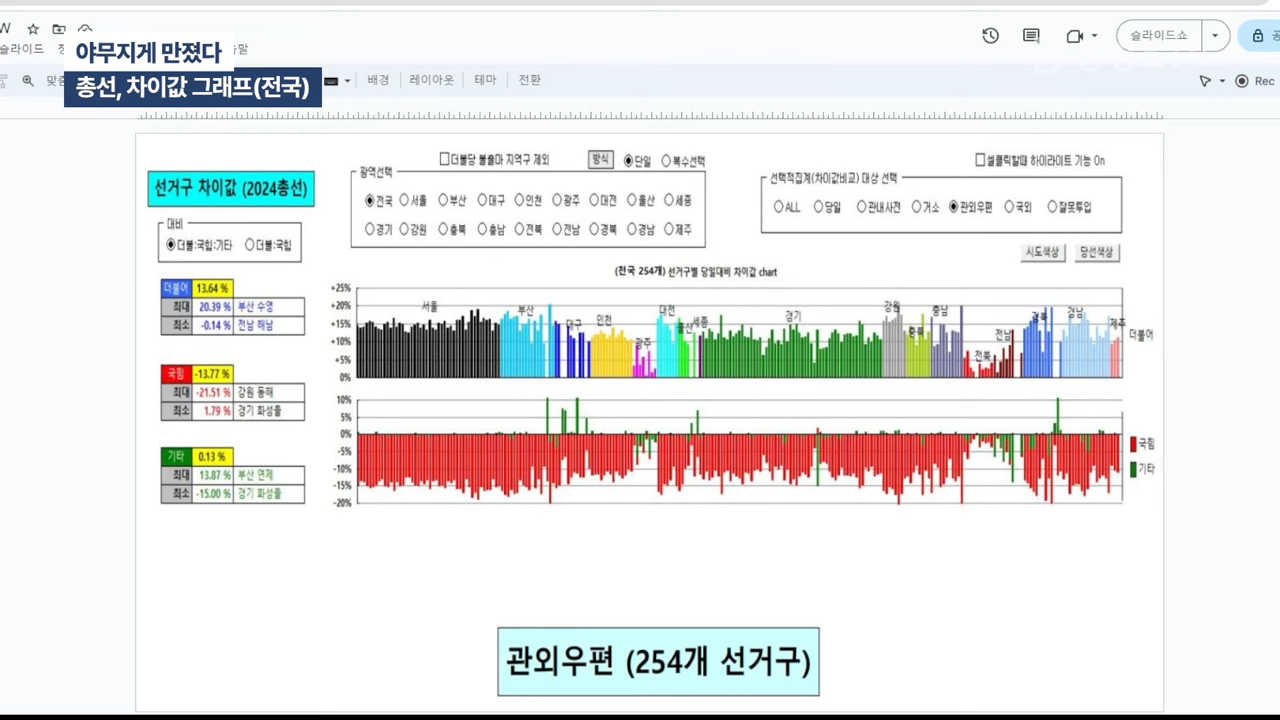 W
슬라이드
야무지게 만졌다
총선, 차이값 그래프(전국)
배경
레이아웃
테마
전환
슬라이드쇼
Rec
선거구 차이값 (2024총선)
대비
더불:국힘:기타
더불:국힘
더불당 불출마 지역구 제외
방식
단일
복수선택
광역선택
전국 서울 부산 대구 인천 광주 대전 울산 세종
경기 강원 충북 충남 전북 전남 경북 경남 제주
셀클릭할때 하이라이트 기능 On
선택적집계(차이값비교) 대상 선택
ALL 당일 관내사전 거소 관외우편 국외 잘못투입
시도색상
당선색상
더불어 13.64 %
최대 20.39 % 부산 수영
최소 -0.14 % 전남 해남
국힘 -13.77 %
최대 -21.51 % 강원 동해
최소 1.79 % 경기 화성을
기타 0.13 %
최대 13.87 % 부산 연제
최소 -15.00 % 경기 화성을
(전국 254개) 선거구별 당일대비 차이값 chart
+25%
+20%
+15%
+10%
+5%
0%
서울 부산 대구 인천 광주 대전 울산 세종 경기 강원 충북 충남 전북 전남 경북 경남 제주
더불어
10%
5%
0%
-5%
-10%
-15%
-20%
국힘
기타
관외우편 (254개 선거구)